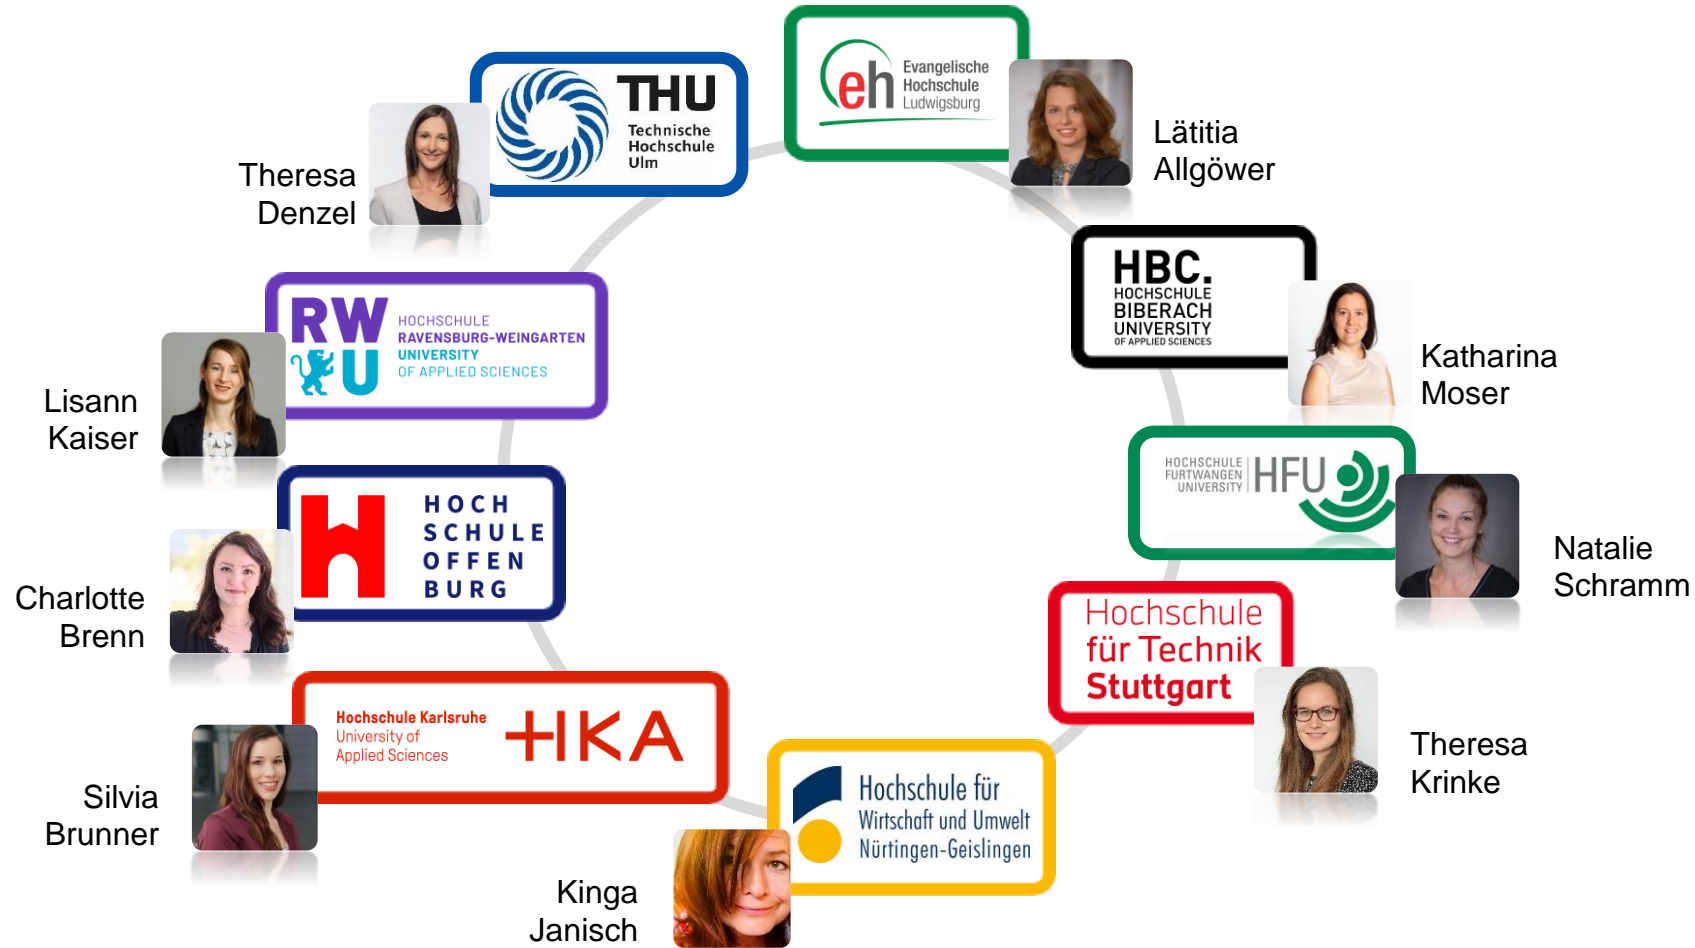 THU
Technische
Hochschule
Ulm
Theresa
Denzel
eh
Evangelische
Hochschule
Ludwigsburg
Lätitia
Allgöwer
HBC.
HOCHSCHULE
BIBERACH
UNIVERSITY
OF APPLIED SCIENCES
Katharina
Moser
HOCHSCHULE
FURTWANGEN
UNIVERSITY
HFU
Natalie
Schramm
Hochschule
für Technik
Stuttgart
Theresa
Krinke
Hochschule für
Wirtschaft und Umwelt
Nürtingen-Geislingen
Kinga
Janisch
Hochschule Karlsruhe
University of
Applied Sciences
HKA
Silvia
Brunner
HOCH
SCHULE
OFFEN
BURG
Charlotte
Brenn
RW
U
HOCHSCHULE
RAVENSBURG-WEINGARTEN
UNIVERSITY
OF APPLIED SCIENCES
Lisann
Kaiser